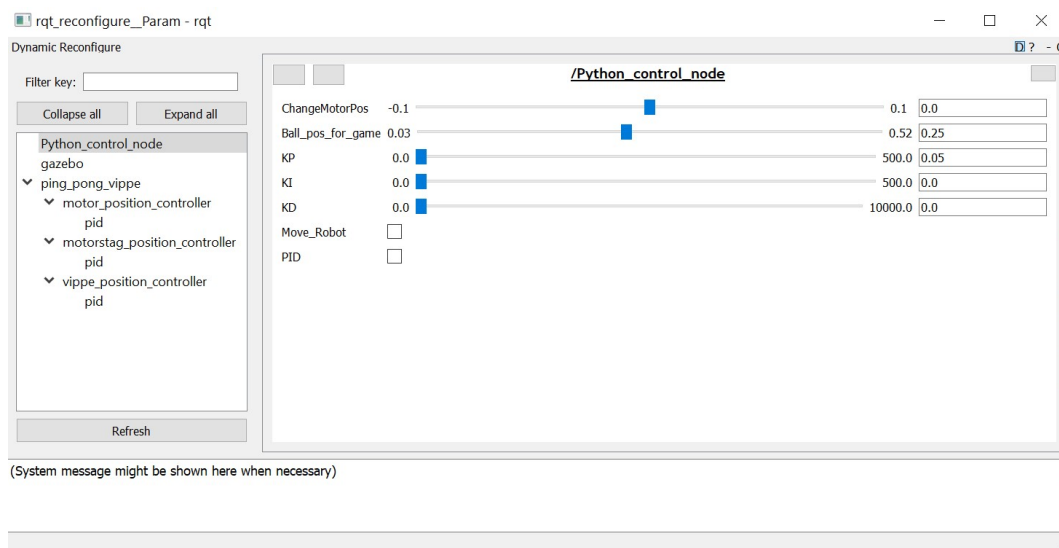 rqt_reconfigure__Param - rqt
Dynamic Reconfigure
D ? -
Filter key:
Collapse all Expand all
Python_control_node
gazebo
ping_pong_vippe
motor_position_controller
pid
motorstag_position_controller
pid
vippe_position_controller
pid
Refresh
/Python_control_node
ChangeMotorPos -0.1 0.1 0.0
Ball_pos_for_game 0.03 0.52 0.25
KP 0.0 500.0 0.05
KI 0.0 500.0 0.0
KD 0.0 10000.0 0.0
Move_Robot
PID
(System message might be shown here when necessary)